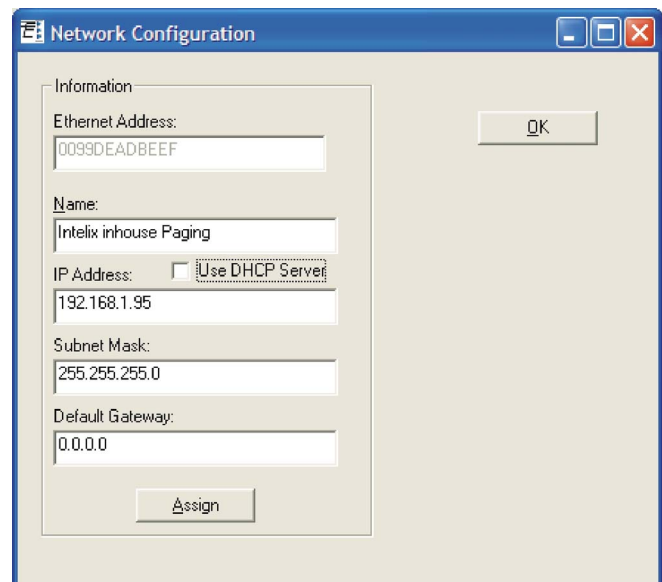 Network Configuration
Information
Ethernet Address:
0099DEADBEEF
OK
Name:
Intelix inhouse Paging
IP Address: Use DHCP Server
192.168.1.95
Subnet Mask:
255.255.255.0
Default Gateway:
0.0.0.0
Assign